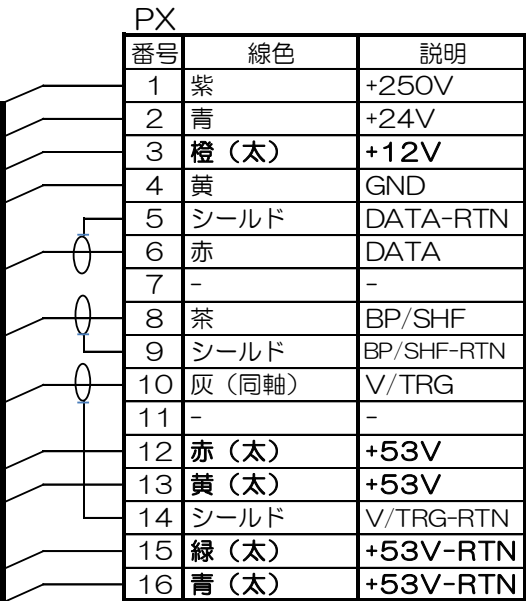 PX
番号 線色 説明
1 紫 +250V
2 青 +24V
3 橙（太） +12V
4 黄 GND
5 シールド DATA-RTN
6 赤 DATA
7 - -
8 茶 BP/SHF
9 シールド BP/SHF-RTN
10 灰（同軸） V/TRG
11 - -
12 赤（太） +53V
13 黄（太） +53V
14 シールド V/TRG-RTN
15 緑（太） +53V-RTN
16 青（太） +53V-RTN